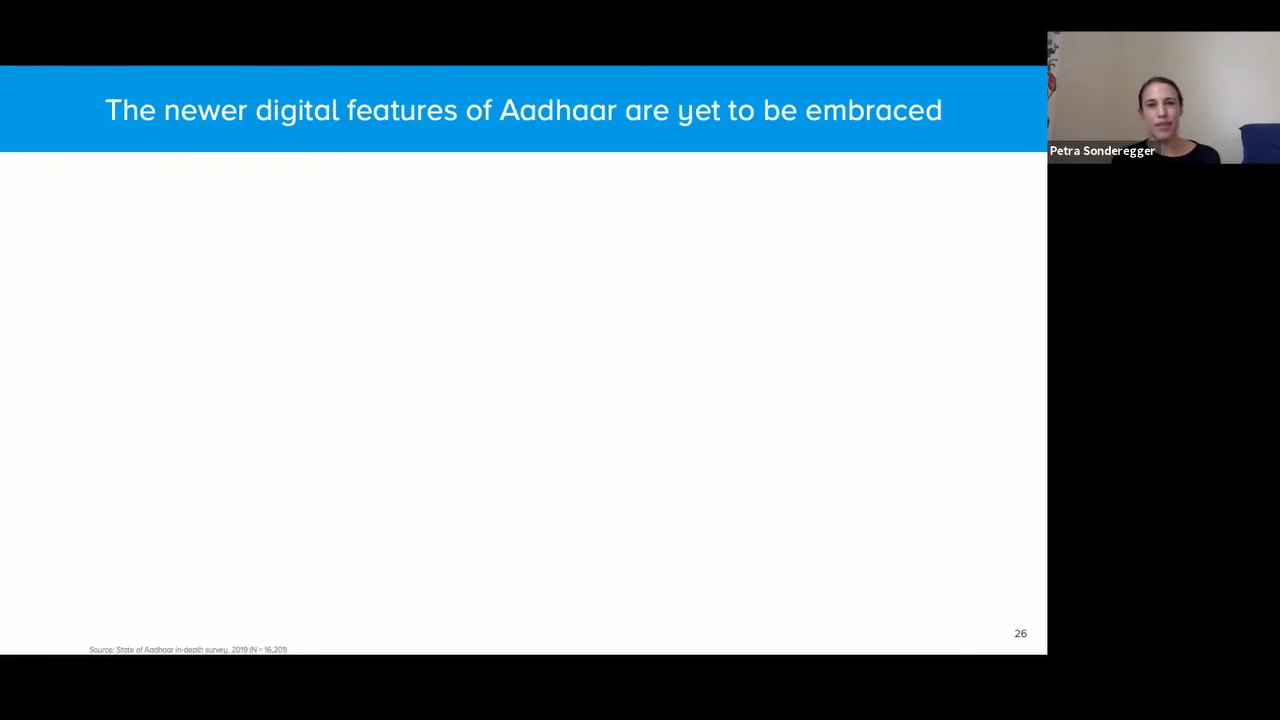 The newer digital features of Aadhaar are yet to be embraced
Petra Sonderegger
26
Source: State of Aadhaar in-depth survey, 2019 (N = 16,201)